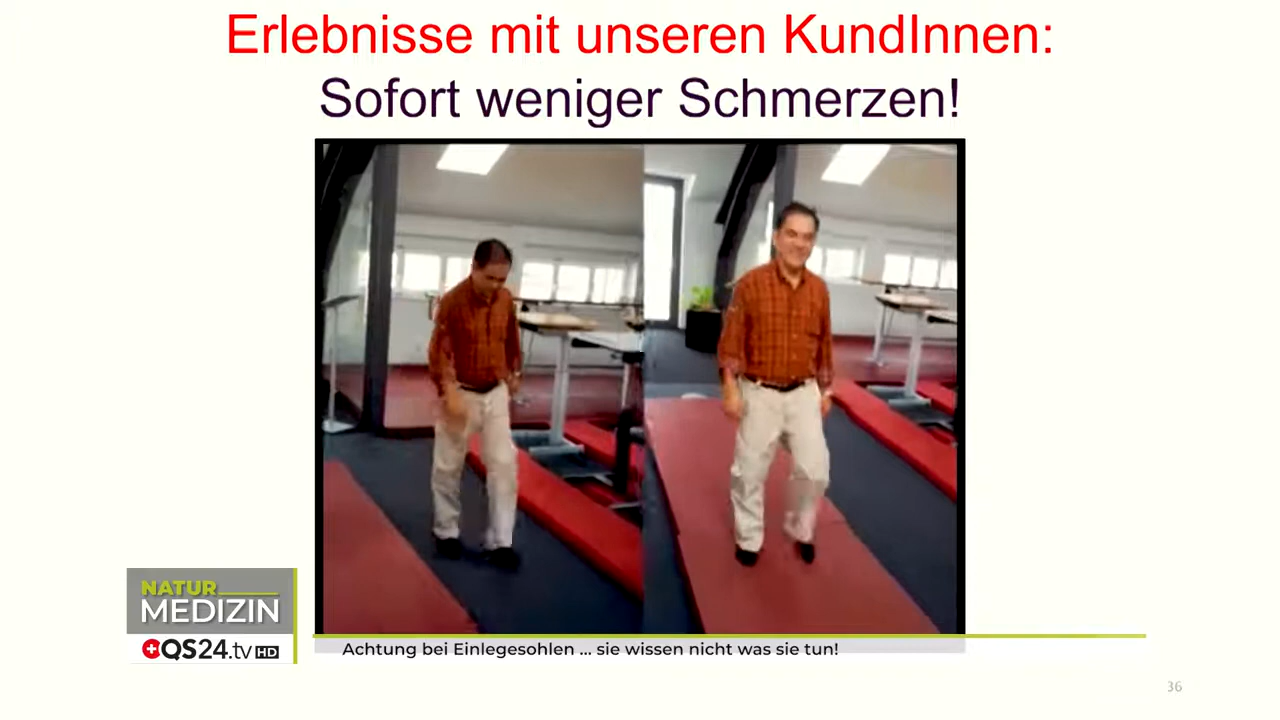 Erlebnisse mit unseren KundInnen:
Sofort weniger Schmerzen!
NATUR
MEDIZIN
QS24.tv HD
Achtung bei Einlegesohlen ... sie wissen nicht was sie tun!
36